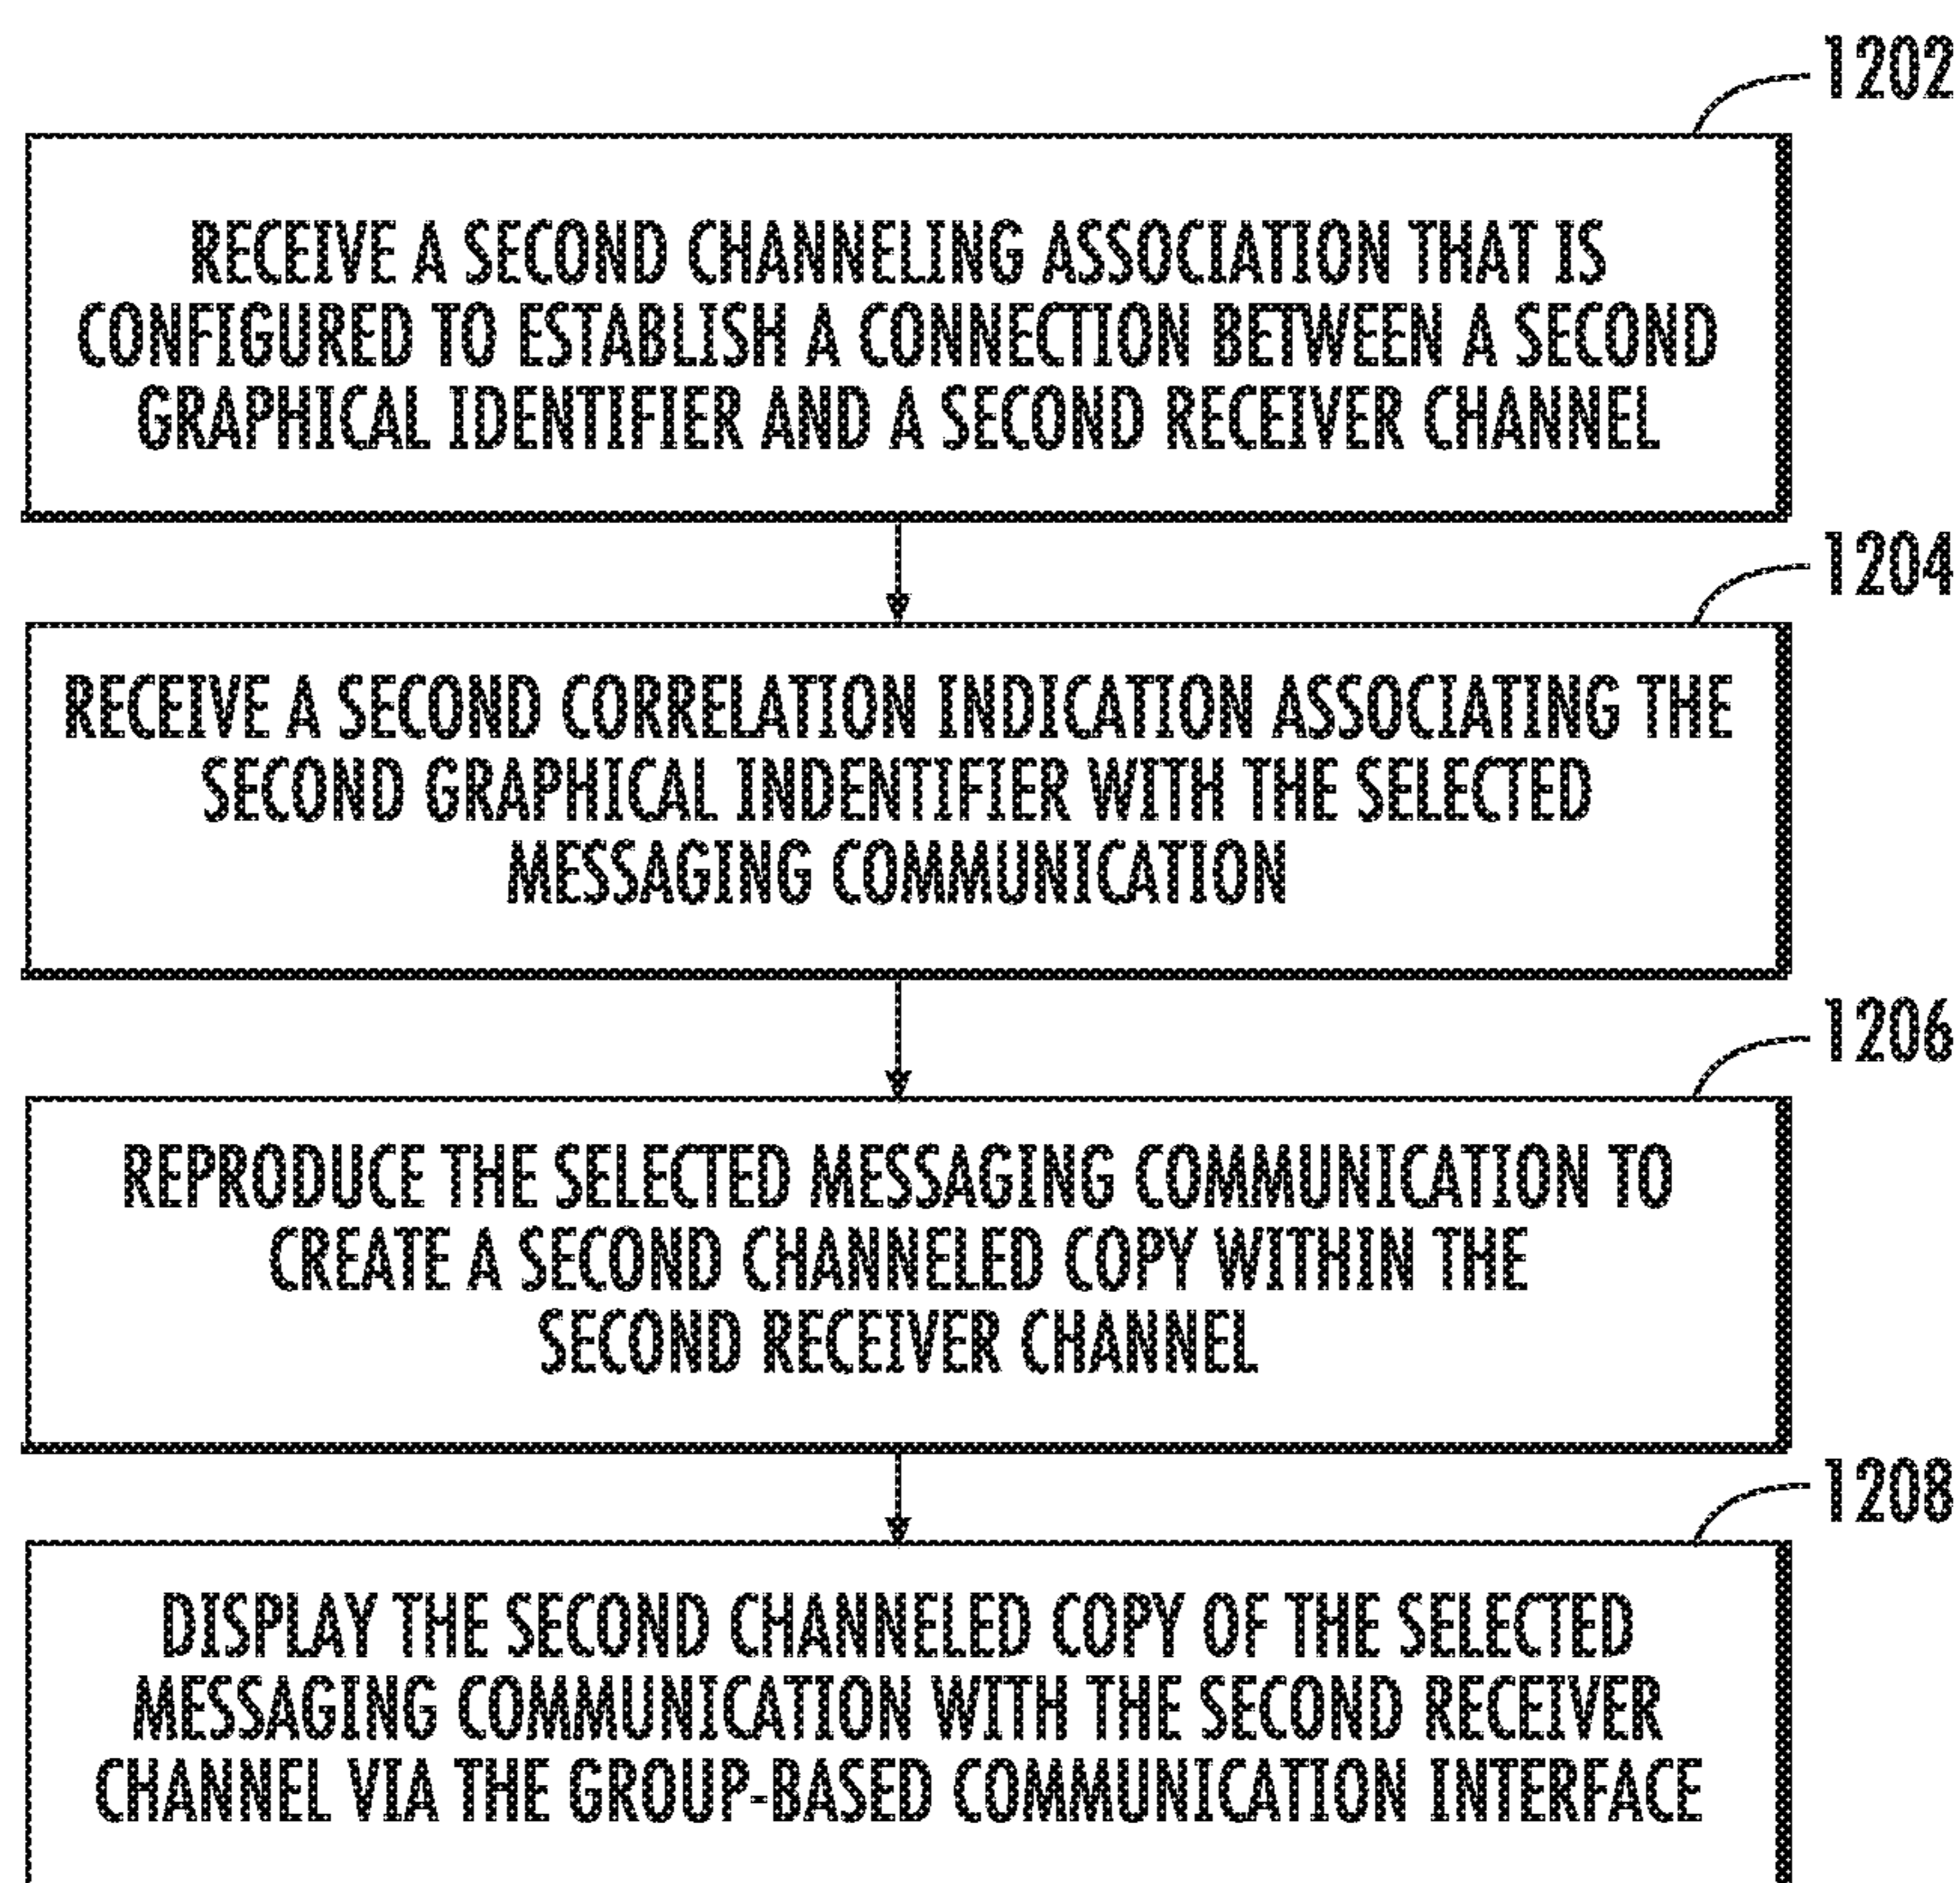 1202
RECEIVE A SECOND CHANNELING ASSOCIATION THAT IS
CONFIGURED TO ESTABLISH A CONNECTION BETWEEN A SECOND
GRAPHICAL IDENTIFIER AND A SECOND RECEIVER CHANNEL
1204
RECEIVE A SECOND CORRELATION INDICATION ASSOCIATING THE
SECOND GRAPHICAL INDENTIFIER WITH THE SELECTED
MESSAGING COMMUNICATION
1206
REPRODUCE THE SELECTED MESSAGING COMMUNICATION TO
CREATE A SECOND CHANNELED COPY WITHIN THE
SECOND RECEIVER CHANNEL
1208
DISPLAY THE SECOND CHANNELED COPY OF THE SELECTED
MESSAGING COMMUNICATION WITH THE SECOND RECEIVER
CHANNEL VIA THE GROUP-BASED COMMUNICATION INTERFACE